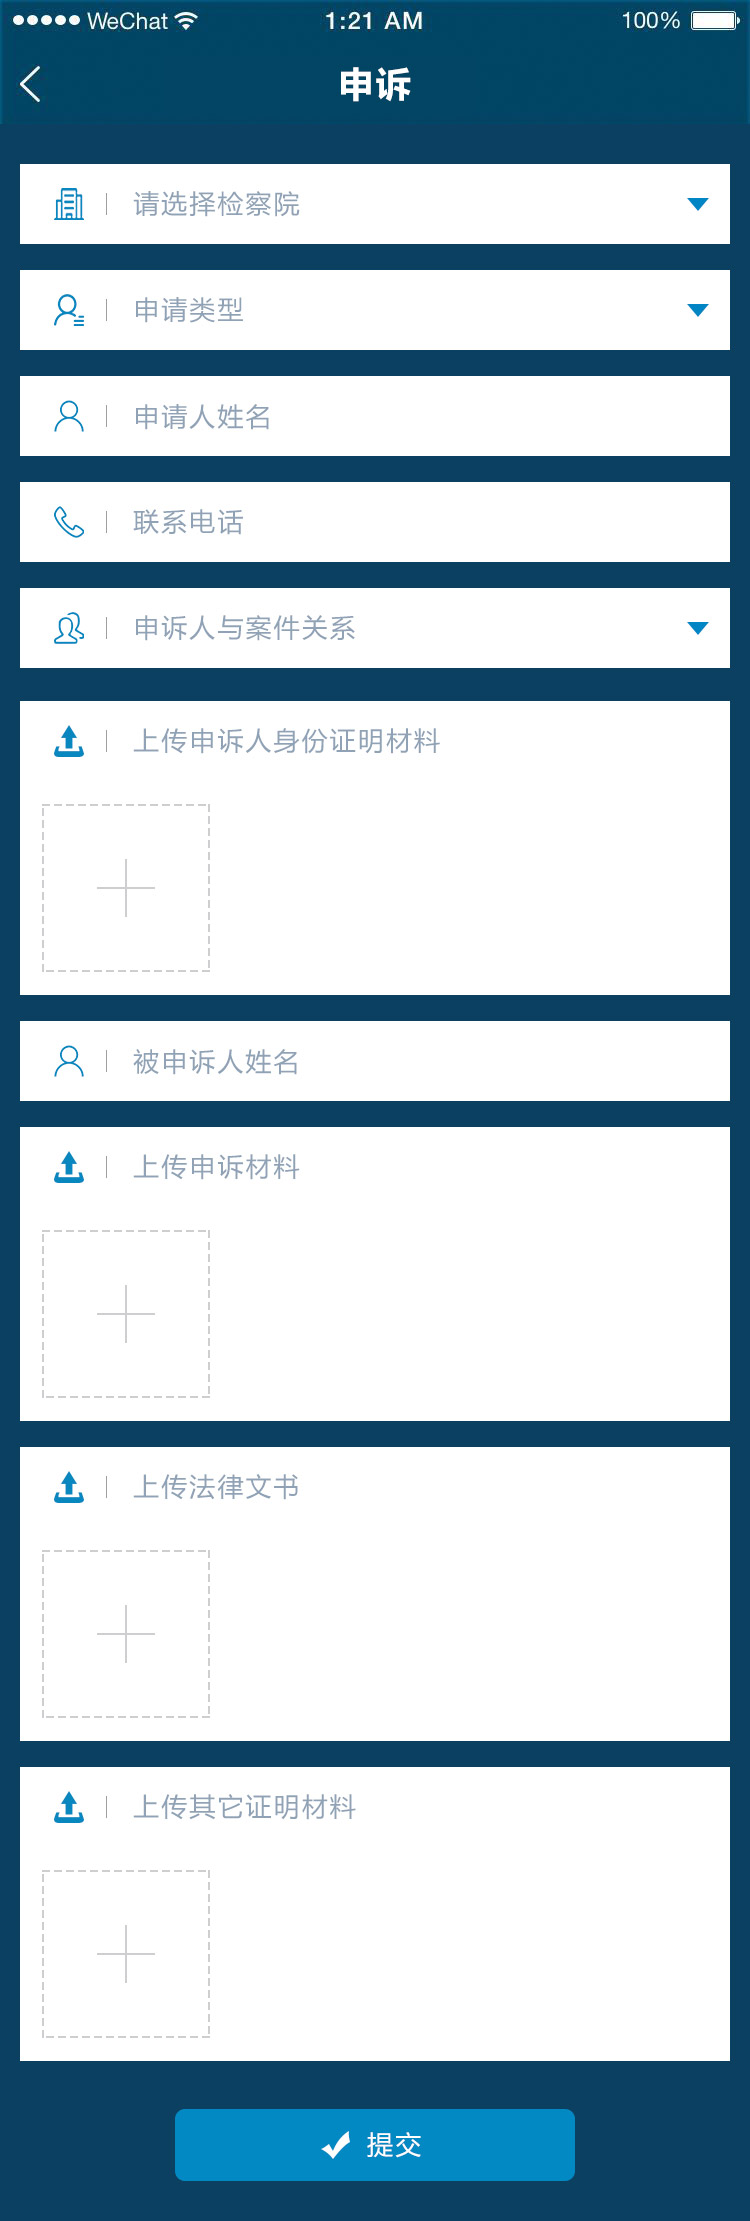 WeChat 1:21 AM 100%
申诉
请选择检察院
申请类型
申请人姓名
联系电话
申诉人与案件关系
上传申诉人身份证明材料
被申诉人姓名
上传申诉材料
上传法律文书
上传其它证明材料
提交